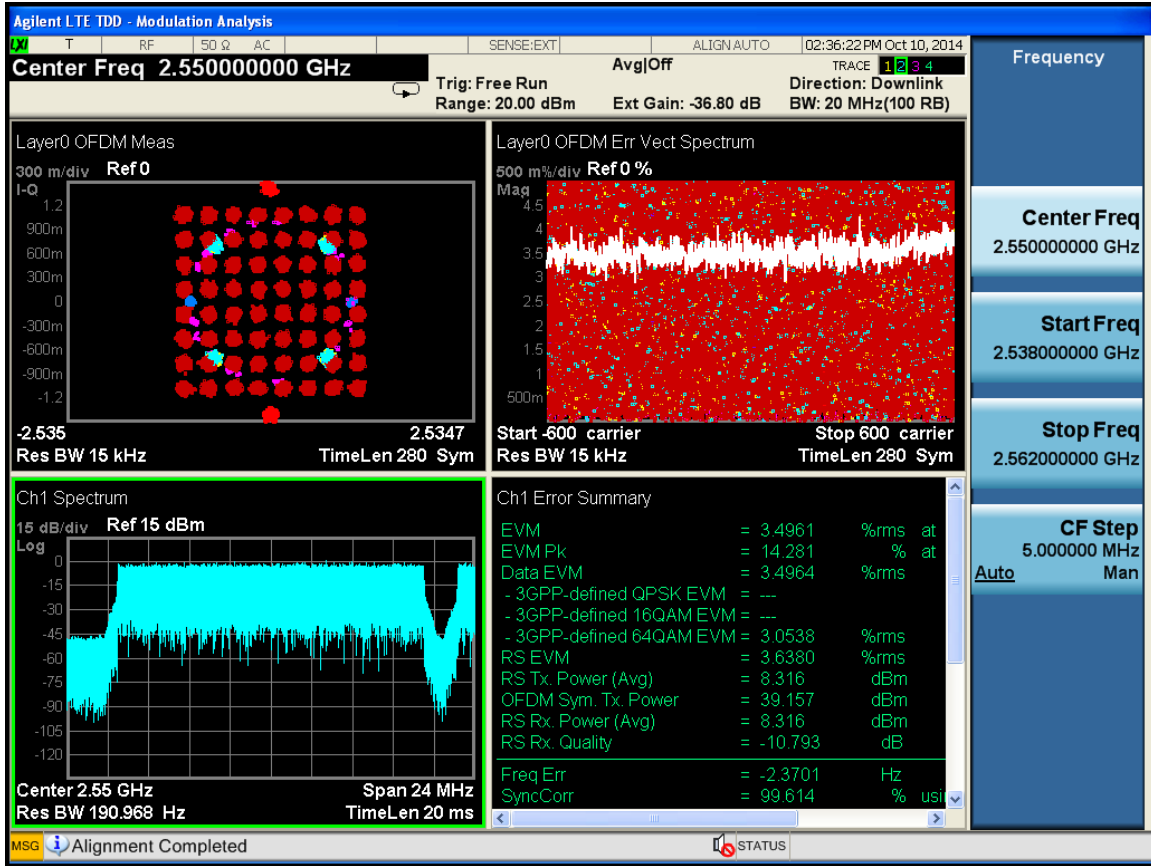 Agilent LTE TDD - Modulation Analysis
LXI T RF 50 Ω AC SENSE:EXT ALIGN AUTO 02:36:22 PM Oct 10, 2014
Center Freq 2.550000000 GHz
Trig: Free Run
Range: 20.00 dBm
Avg|Off
Ext Gain: -36.80 dB
TRACE 1 2 3 4
Direction: Downlink
BW: 20 MHz(100 RB)
Layer0 OFDM Meas
300 m/div Ref 0
I-Q
1.2
900m
600m
300m
0
-300m
-600m
-900m
-1.2
-2.535 2.5347
Res BW 15 kHz TimeLen 280 Sym
Layer0 OFDM Err Vect Spectrum
500 m%/div Ref 0 %
Mag
4.5
4
3.5
3
2.5
2
1.5
1
500m
Start -600 carrier Stop 600 carrier
Res BW 15 kHz TimeLen 280 Sym
Ch1 Spectrum
15 dB/div Ref 15 dBm
Log
0
-15
-30
-45
-60
-75
-90
-105
-120
Center 2.55 GHz Span 24 MHz
Res BW 190.968 Hz TimeLen 20 ms
Ch1 Error Summary
EVM = 3.4961 %rms at
EVM Pk = 14.281 % at
Data EVM = 3.4964 %rms
- 3GPP-defined QPSK EVM = ---
- 3GPP-defined 16QAM EVM = ---
- 3GPP-defined 64QAM EVM = 3.0538 %rms
RS EVM = 3.6380 %rms
RS Tx. Power (Avg) = 8.316 dBm
OFDM Sym. Tx. Power = 39.157 dBm
RS Rx. Power (Avg) = 8.316 dBm
RS Rx. Quality = -10.793 dB
Freq Err = -2.3701 Hz
SyncCorr = 99.614 % usi
Frequency
Center Freq
2.550000000 GHz
Start Freq
2.538000000 GHz
Stop Freq
2.562000000 GHz
CF Step
5.000000 MHz
Auto Man
MSG Alignment Completed STATUS